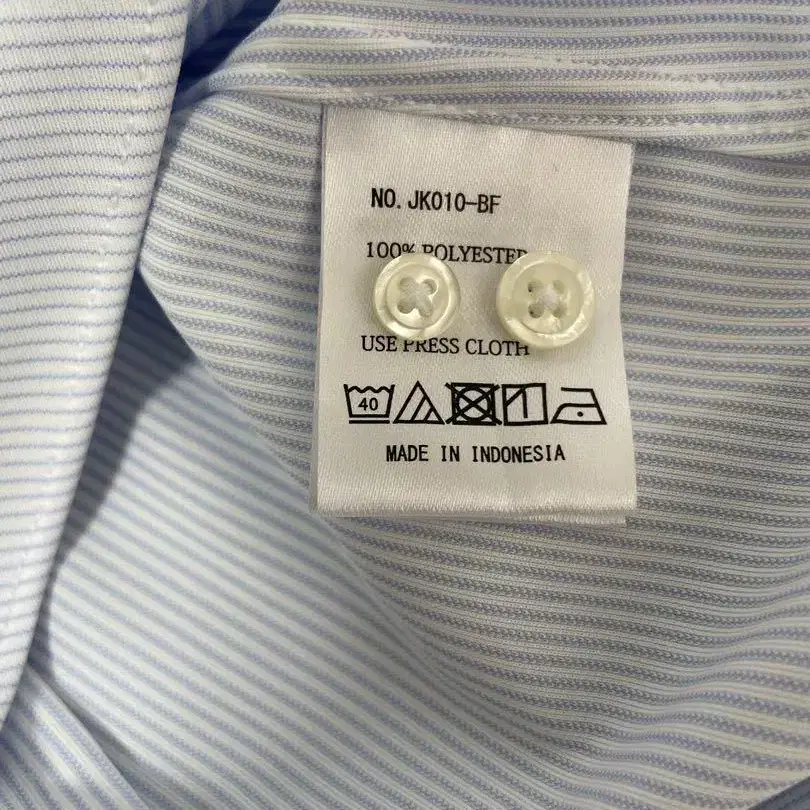 NO. JK010-BF
100% POLYESTER
USE PRESS CLOTH
40
MADE IN INDONESIA